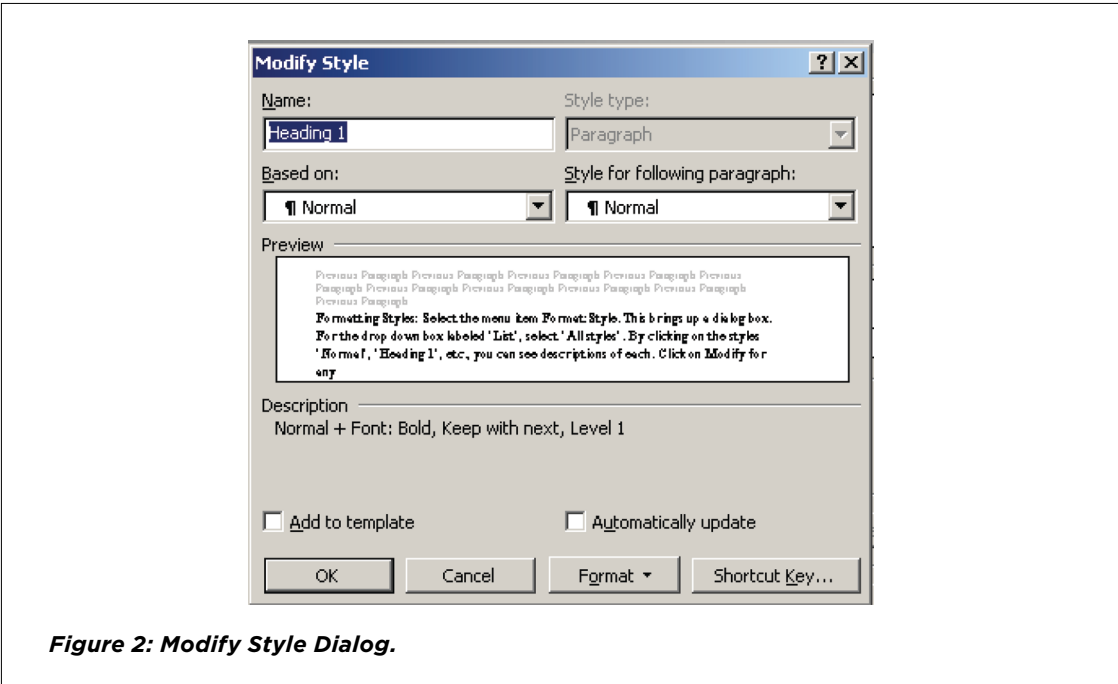 Modify Style
Name:
Style type:
Heading 1
Paragraph
Based on:
Style for following paragraph:
¶ Normal
¶ Normal
Preview
Previous Paragraph Previous Paragraph Previous Paragraph Previous Paragraph Previous
Paragraph Previous Paragraph Previous Paragraph Previous Paragraph Previous Paragraph
Previous Paragraph
Formatting Styles: Select the menu item Format:Style. This brings up a dialog box.
For the drop down box labeled 'List', select 'All styles'. By clicking on the styles
'Normal', 'Heading 1', etc., you can see descriptions of each. Click on Modify for
any
Description
Normal + Font: Bold, Keep with next, Level 1
Add to template
Automatically update
OK
Cancel
Format
Shortcut Key...
Figure 2: Modify Style Dialog.